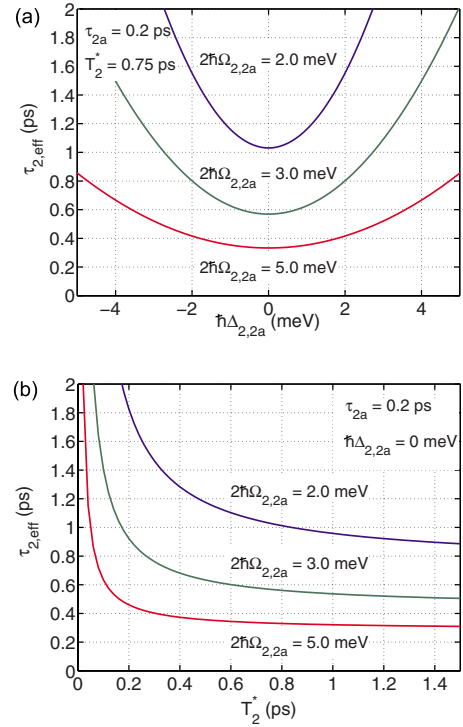 (a)
2
1.8
1.6
1.4
1.2
1
0.8
0.6
0.4
0.2
0
τ2,eff (ps)
τ2a = 0.2 ps
T2* = 0.75 ps
2ħΩ2,2a = 2.0 meV
2ħΩ2,2a = 3.0 meV
2ħΩ2,2a = 5.0 meV
−4 −2 0 2 4
ħΔ2,2a (meV)
(b)
2
1.8
1.6
1.4
1.2
1
0.8
0.6
0.4
0.2
0
τ2,eff (ps)
τ2a = 0.2 ps
ħΔ2,2a = 0 meV
2ħΩ2,2a = 2.0 meV
2ħΩ2,2a = 3.0 meV
2ħΩ2,2a = 5.0 meV
0 0.2 0.4 0.6 0.8 1 1.2 1.4
T2* (ps)